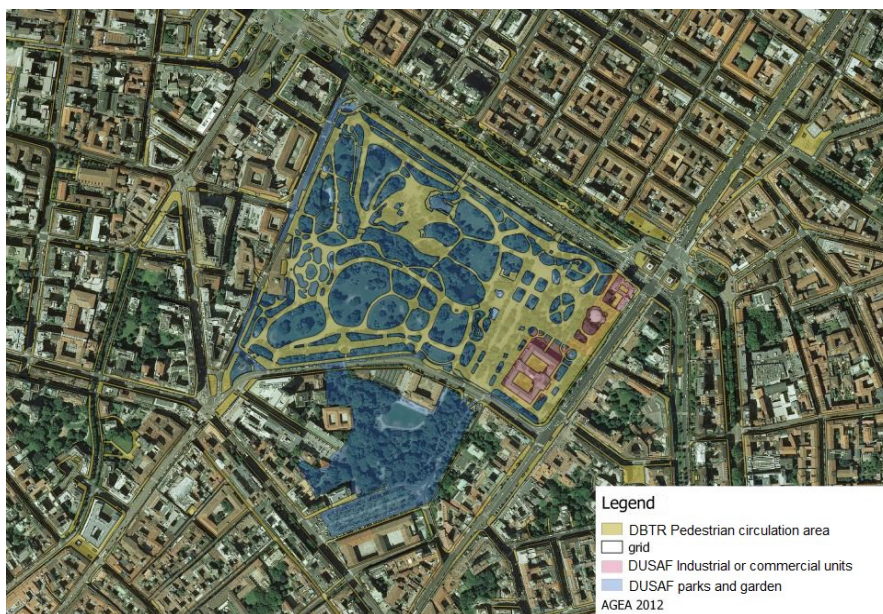 Legend
DBTR Pedestrian circulation area
grid
DUSAF Industrial or commercial units
DUSAF parks and garden
AGEA 2012